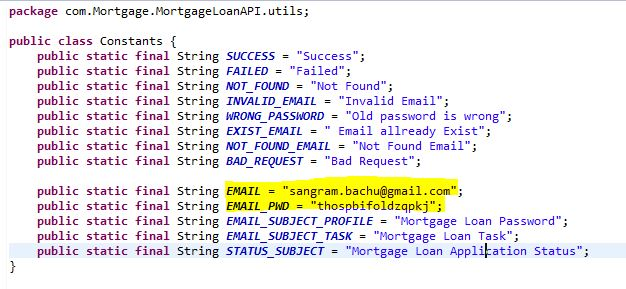 package com.Mortgage.MortgageLoanAPI.utils;
public class Constants {
public static final String SUCCESS = "Success";
public static final String FAILED = "Failed";
public static final String NOT_FOUND = "Not Found";
public static final String INVALID_EMAIL = "Invalid Email";
public static final String WRONG_PASSWORD = "Old password is wrong";
public static final String EXIST_EMAIL = " Email allready Exist";
public static final String NOT_FOUND_EMAIL = "Not Found Email";
public static final String BAD_REQUEST = "Bad Request";
public static final String EMAIL = "sangram.bachu@gmail.com";
public static final String EMAIL_PWD = "thospbifoldzqpkj";
public static final String EMAIL_SUBJECT_PROFILE = "Mortgage Loan Password";
public static final String EMAIL_SUBJECT_TASK = "Mortgage Loan Task";
public static final String STATUS_SUBJECT = "Mortgage Loan Application Status";
}